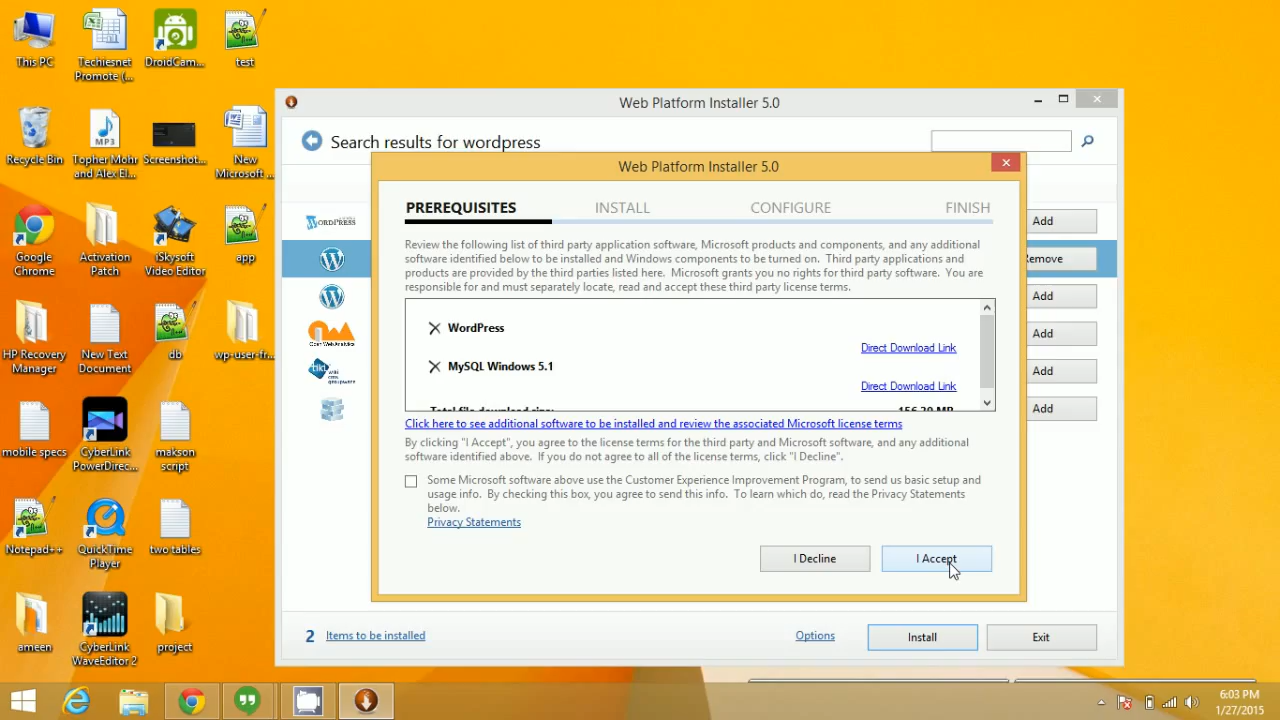 This PC
Techiesnet
Promote (...
DroidCam...
test
Recycle Bin
Topher Mohr
and Alex El...
Screenshot...
New
Microsoft ...
Google
Chrome
Activation
Patch
iSkysoft
Video Editor
app
HP Recovery
Manager
New Text
Document
db
wp-user-fr...
mobile specs
CyberLink
PowerDirec...
makson
script
Notepad++
QuickTime
Player
two tables
ameen
CyberLink
WaveEditor 2
project
Web Platform Installer 5.0
Search results for wordpress
WORDPRESS
Add
Remove
Add
Add
Add
Add
Web Platform Installer 5.0
PREREQUISITES
INSTALL
CONFIGURE
FINISH
Review the following list of third party application software, Microsoft products and components, and any additional
software identified below to be installed and Windows components to be turned on. Third party applications and
products are provided by the third parties listed here. Microsoft grants you no rights for third party software. You are
responsible for and must separately locate, read and accept these third party license terms.
WordPress
Direct Download Link
MySQL Windows 5.1
Direct Download Link
Total file download size: 156.20 MB
Click here to see additional software to be installed and review the associated Microsoft license terms
By clicking "I Accept", you agree to the license terms for the third party and Microsoft software, and any additional
software identified above. If you do not agree to all of the license terms, click "I Decline".
Some Microsoft software above use the Customer Experience Improvement Program, to send us basic setup and
usage info. By checking this box, you agree to send this info. To learn which do, read the Privacy Statements
below.
Privacy Statements
I Decline
I Accept
2 Items to be installed
Options
Install
Exit
6:03 PM
1/27/2015